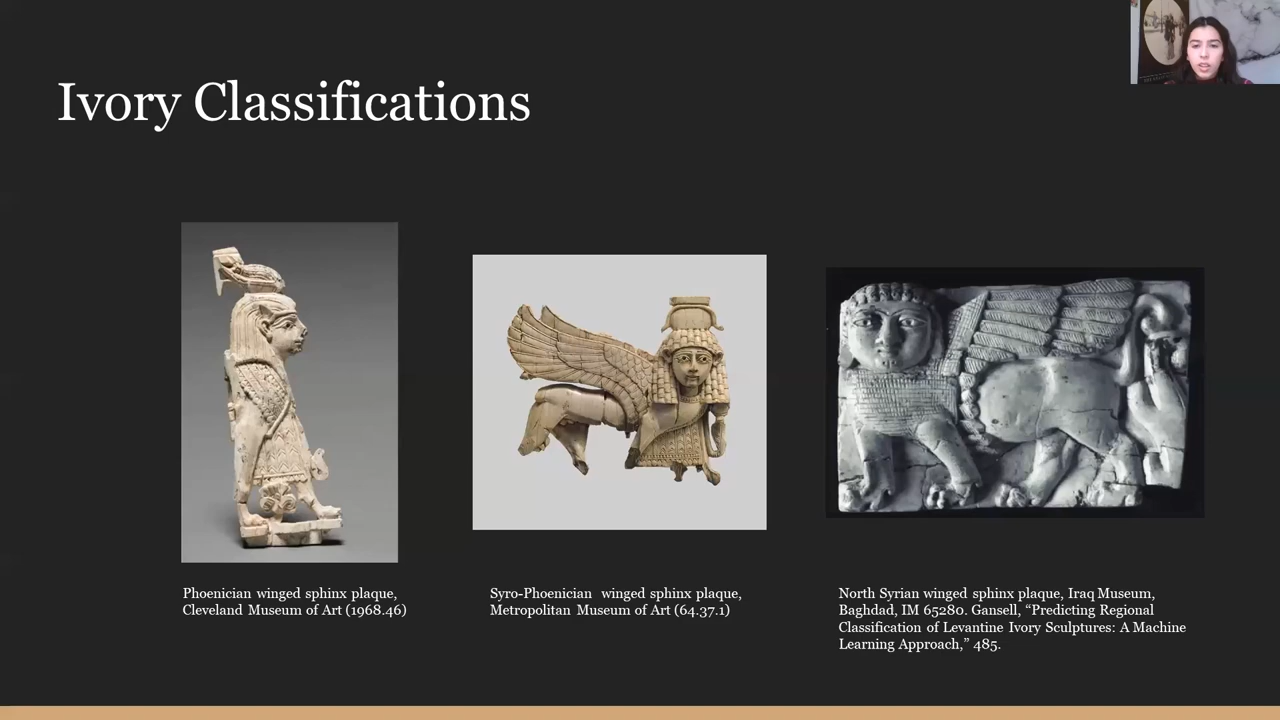 Ivory Classifications
Phoenician winged sphinx plaque,
Cleveland Museum of Art (1968.46)
Syro-Phoenician winged sphinx plaque,
Metropolitan Museum of Art (64.37.1)
North Syrian winged sphinx plaque, Iraq Museum,
Baghdad, IM 65280. Gansell, “Predicting Regional
Classification of Levantine Ivory Sculptures: A Machine
Learning Approach,” 485.